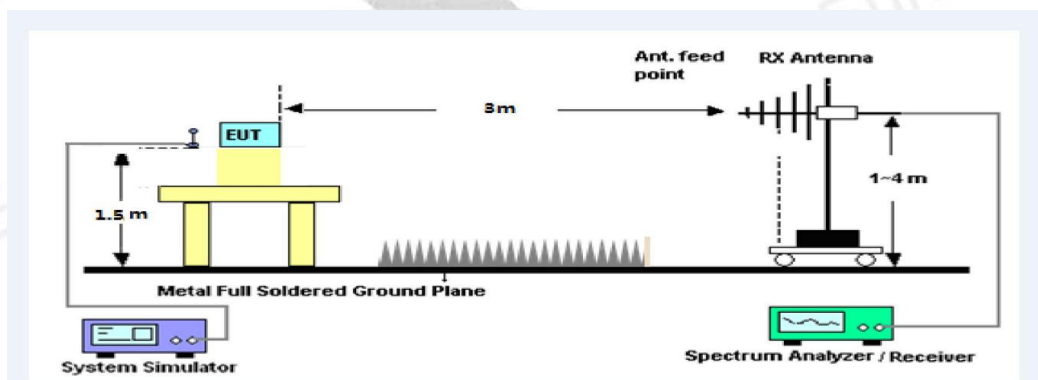 Ant. feed
point
RX Antenna
3m
EUT
1.5 m
1~4 m
Metal Full Soldered Ground Plane
System Simulator
Spectrum Analyzer / Receiver